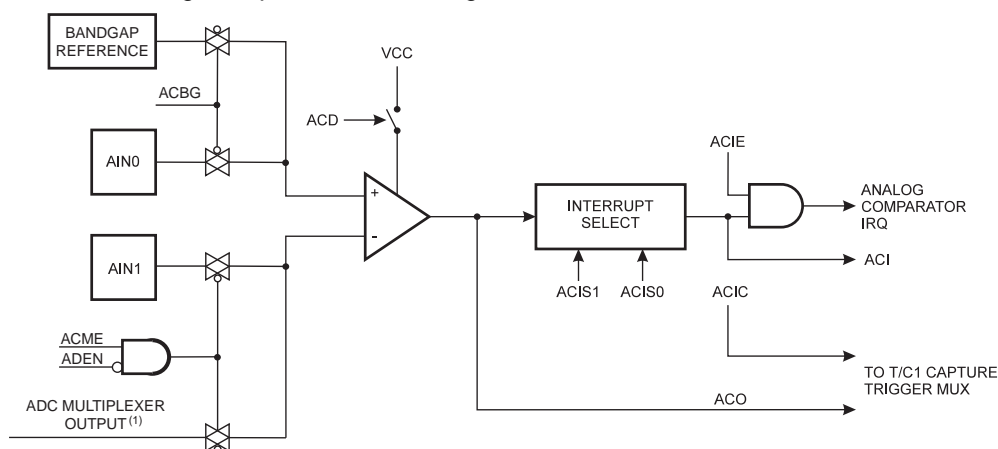 BANDGAP
REFERENCE
VCC
ACBG
ACD
AIN0
ACIE
+
-
INTERRUPT
SELECT
ANALOG
COMPARATOR
IRQ
AIN1
ACI
ACIS1 ACIS0 ACIC
ACME
ADEN
TO T/C1 CAPTURE
TRIGGER MUX
ADC MULTIPLEXER
OUTPUT (1)
ACO